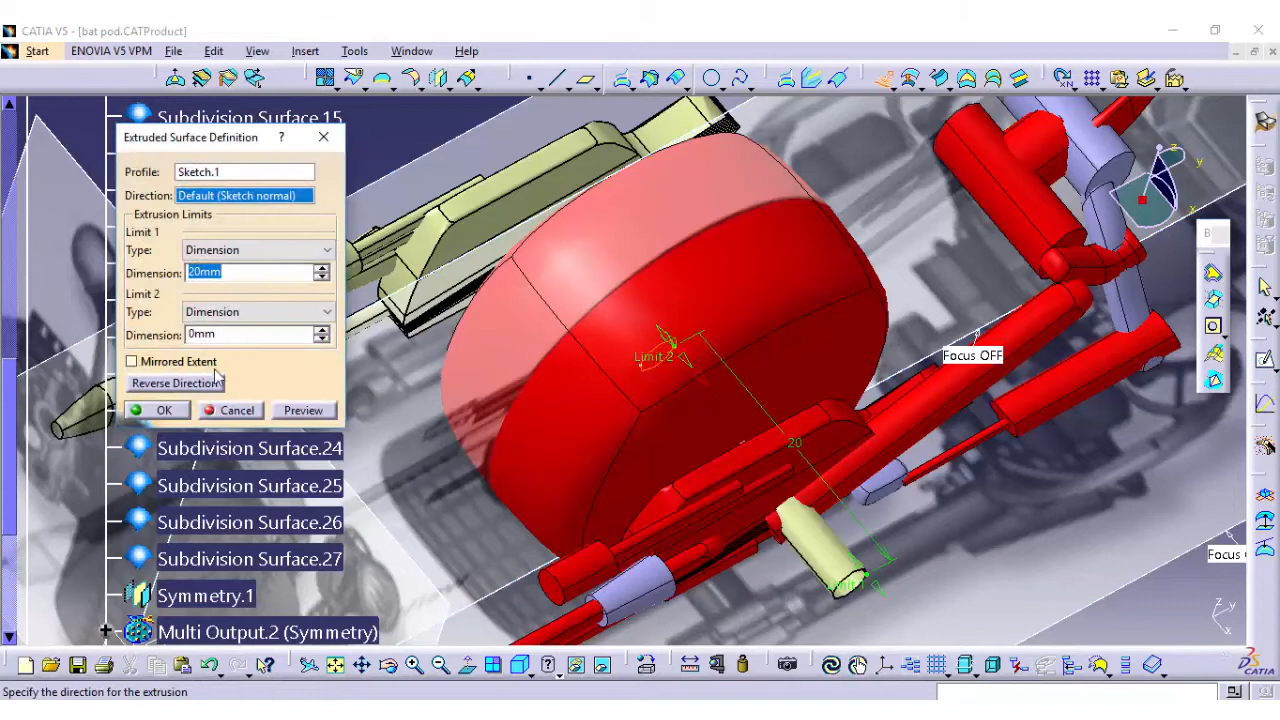 CATIA V5 - [bat pod.CATProduct]
Start ENOVIA V5 VPM File Edit View Insert Tools Window Help
Subdivision Surface.15
Extruded Surface Definition ? ×
Profile: Sketch.1
Direction: Default (Sketch normal)
Extrusion Limits
Limit 1
Type: Dimension
Dimension: 20mm
Limit 2
Type: Dimension
Dimension: 0mm
Mirrored Extent
Reverse Direction
OK Cancel Preview
Subdivision Surface.24
Subdivision Surface.25
Subdivision Surface.26
Subdivision Surface.27
Symmetry.1
Multi Output.2 (Symmetry)
Limit 2
20
Limit 1
Focus OFF
Focus
z
y
x
B
z y
x
CATIA
Specify the direction for the extrusion